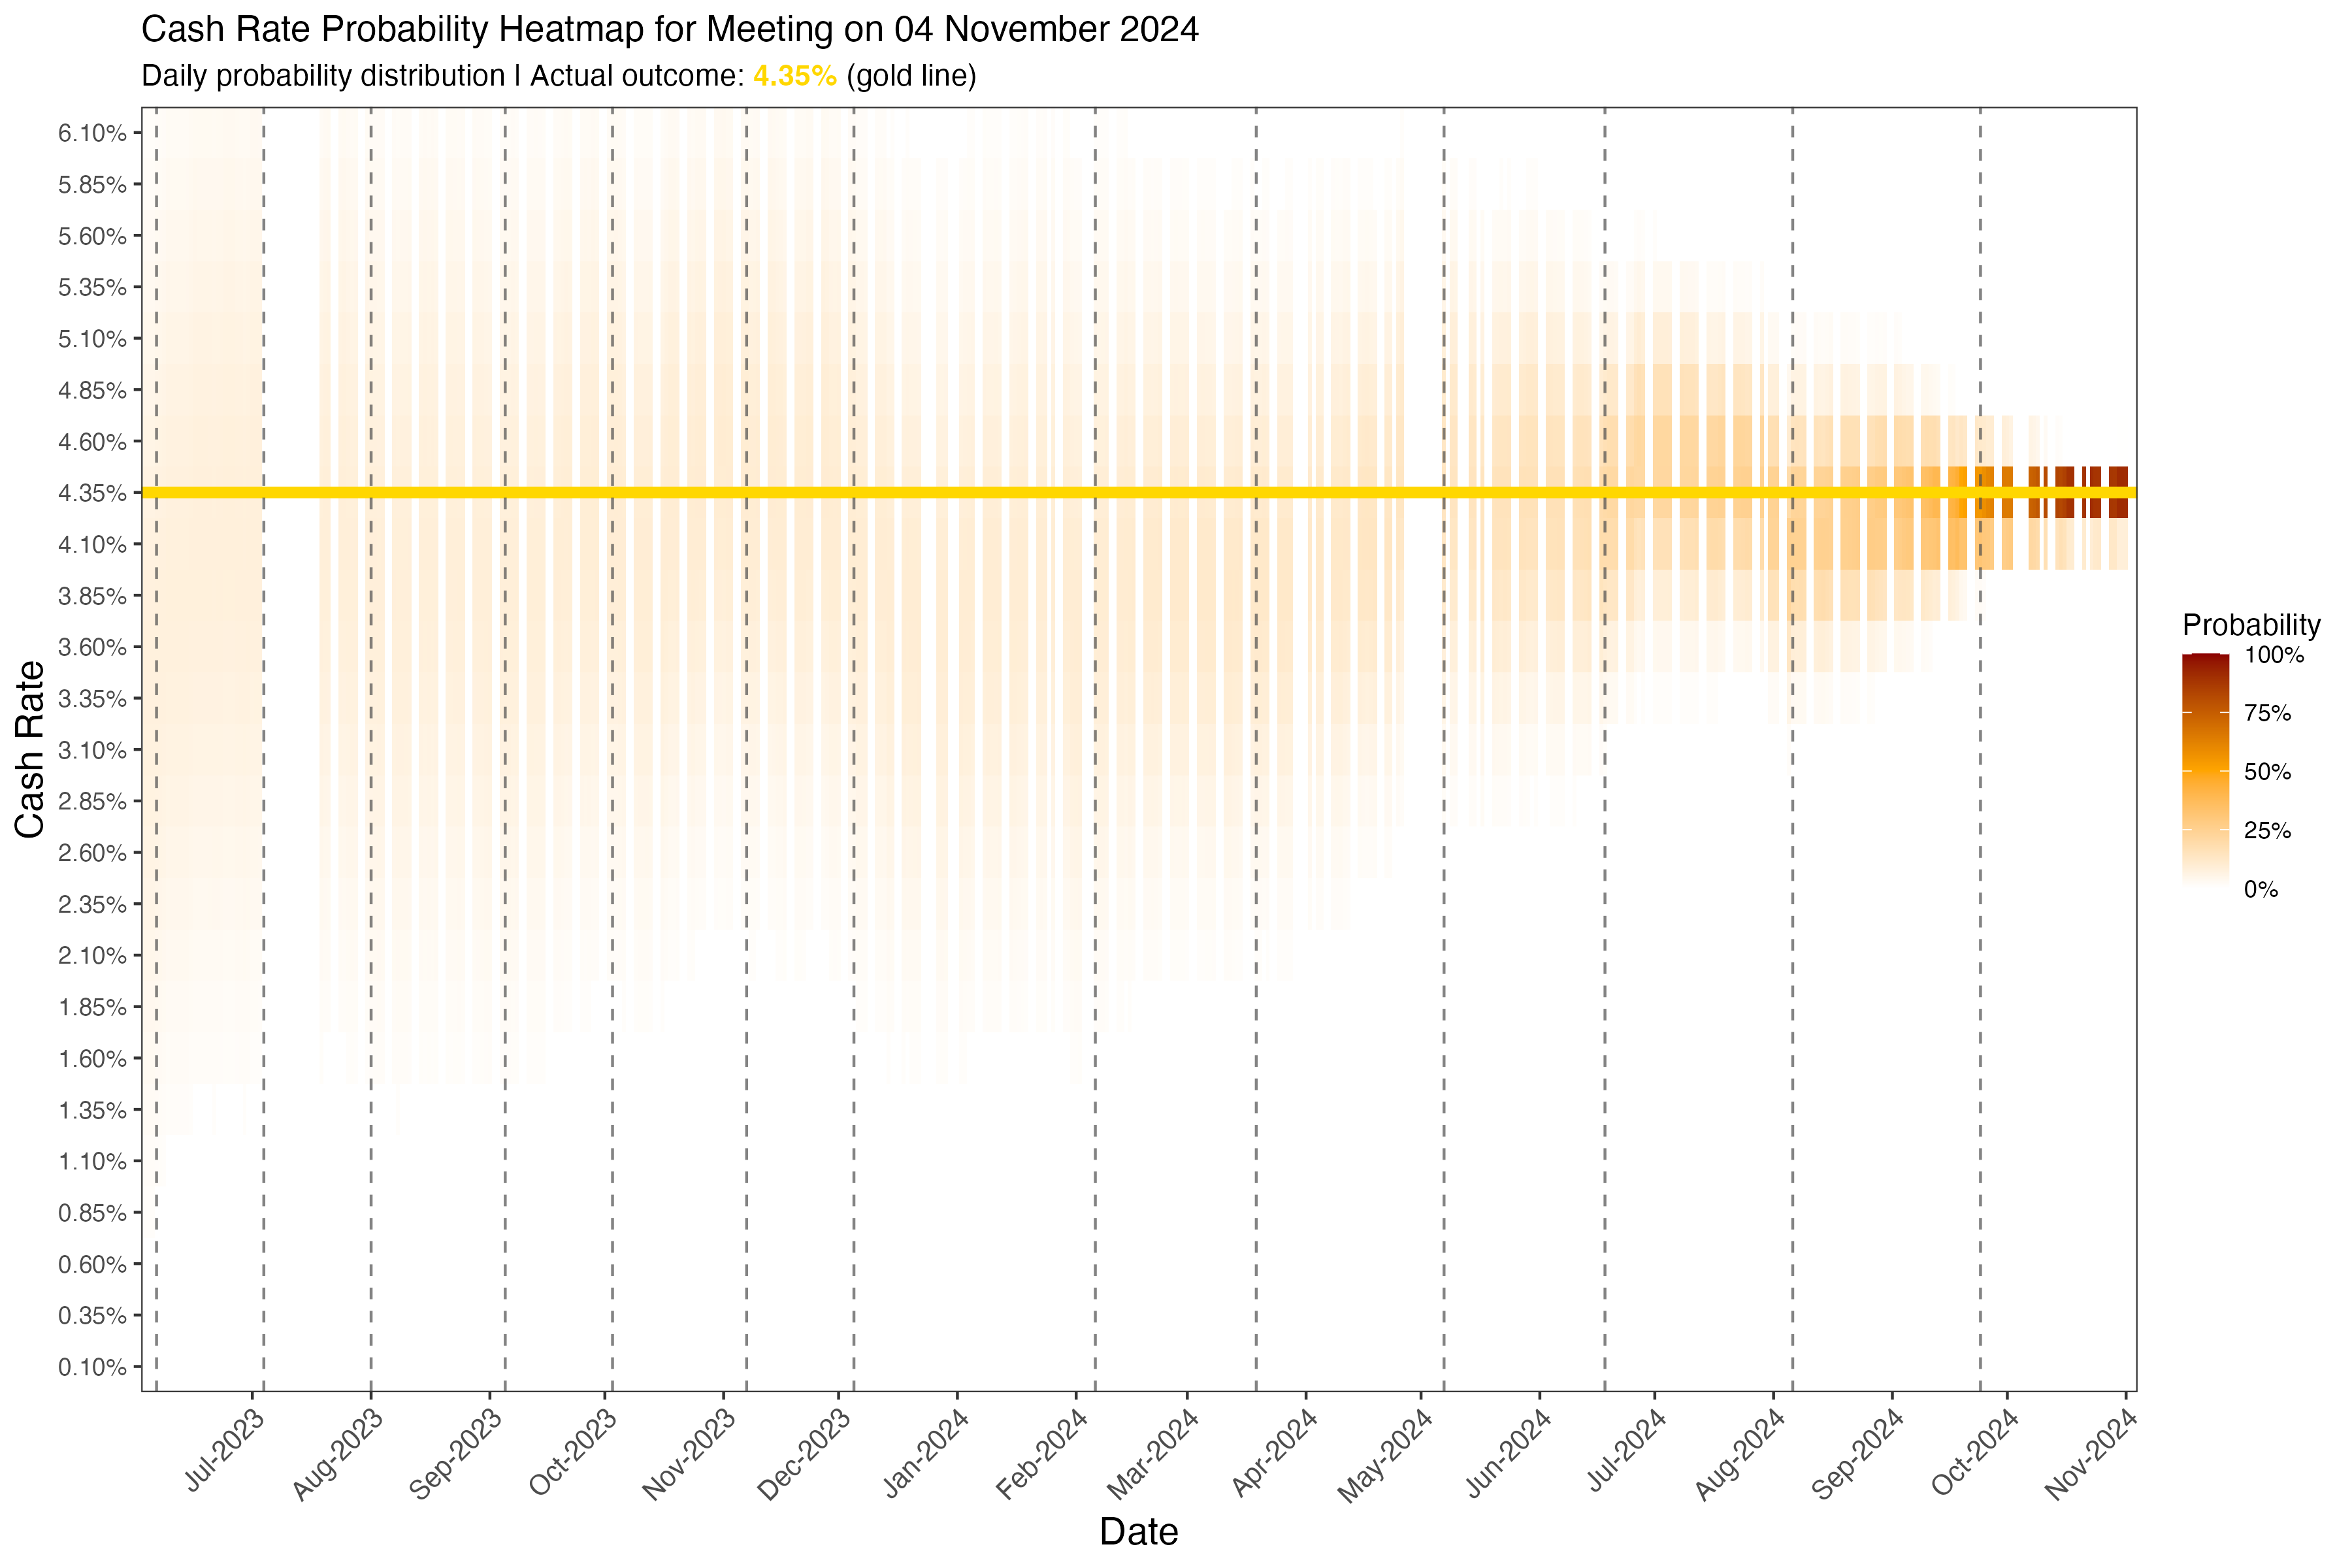 Cash Rate Probability Heatmap for Meeting on 04 November 2024
Daily probability distribution | Actual outcome: 4.35% (gold line)
6.10%
5.85%
5.60%
5.35%
5.10%
4.85%
4.60%
4.35%
4.10%
3.85%
3.60%
3.35%
3.10%
2.85%
2.60%
2.35%
2.10%
1.85%
1.60%
1.35%
1.10%
0.85%
0.60%
0.35%
0.10%
Cash Rate
Jul-2023
Aug-2023
Sep-2023
Oct-2023
Nov-2023
Dec-2023
Jan-2024
Feb-2024
Mar-2024
Apr-2024
May-2024
Jun-2024
Jul-2024
Aug-2024
Sep-2024
Oct-2024
Nov-2024
Date
Probability
100%
75%
50%
25%
0%